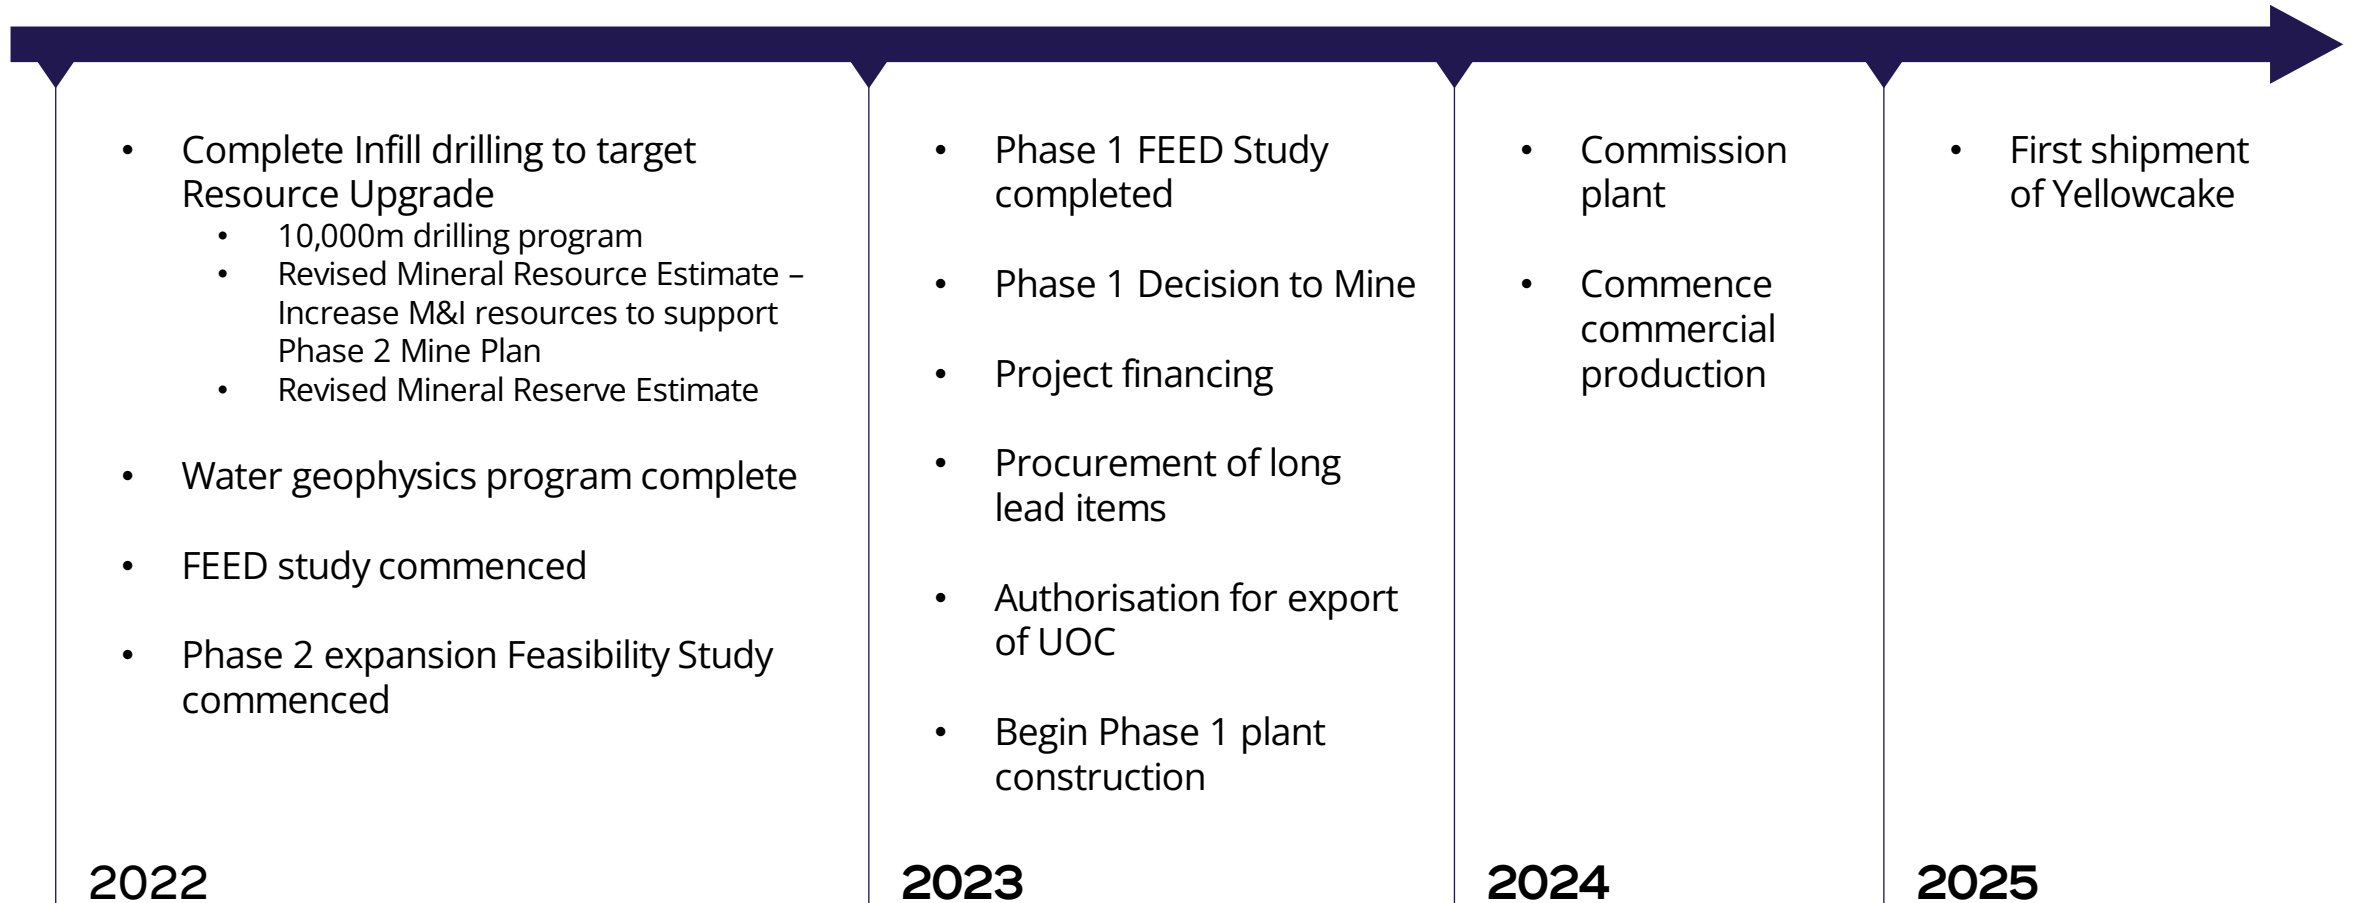 • Complete Infill drilling to target
Resource Upgrade
• 10,000m drilling program
• Revised Mineral Resource Estimate –
Increase M&I resources to support
Phase 2 Mine Plan
• Revised Mineral Reserve Estimate
• Water geophysics program complete
• FEED study commenced
• Phase 2 expansion Feasibility Study
commenced
2022
• Phase 1 FEED Study
completed
• Phase 1 Decision to Mine
• Project financing
• Procurement of long
lead items
• Authorisation for export
of UOC
• Begin Phase 1 plant
construction
2023
• Commission
plant
• Commence
commercial
production
2024
• First shipment
of Yellowcake
2025